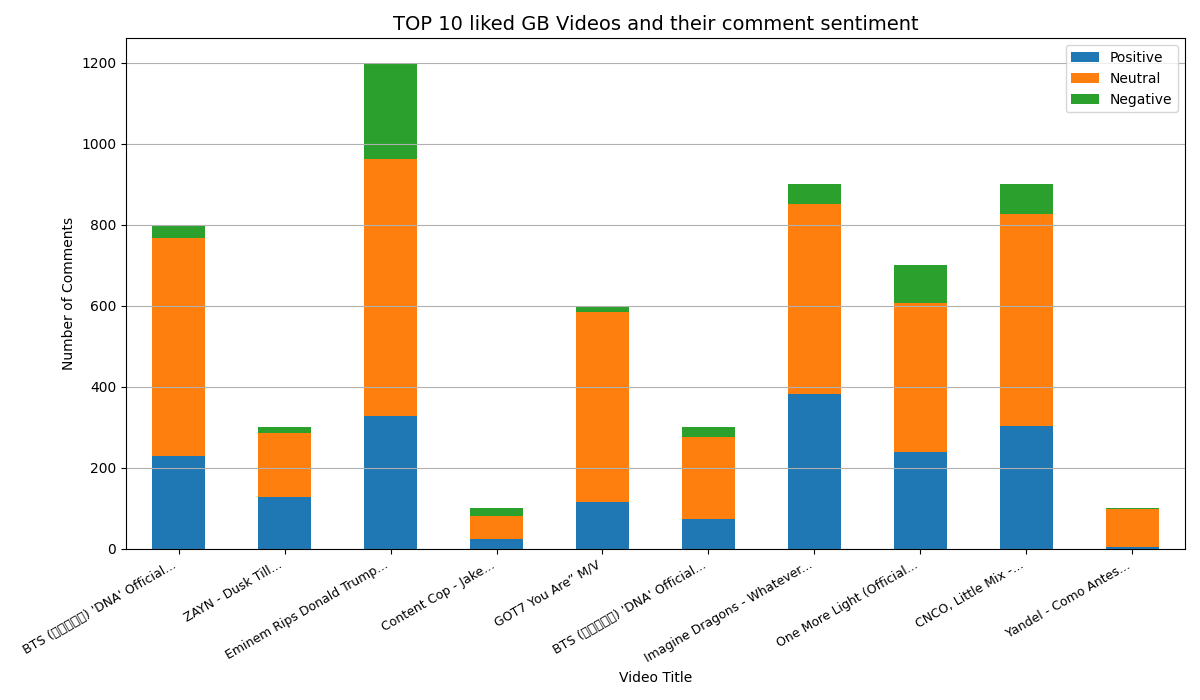 TOP 10 liked GB Videos and their comment sentiment
Positive
Neutral
Negative
1200
1000
800
600
400
200
0
Number of Comments
BTS () 'DNA' Official...
ZAYN - Dusk Till...
Eminem Rips Donald Trump...
Content Cop - Jake...
GOT7 You Are” M/V
BTS () 'DNA' Official...
Imagine Dragons - Whatever...
One More Light (Official...
CNCO, Little Mix -...
Yandel - Como Antes...
Video Title